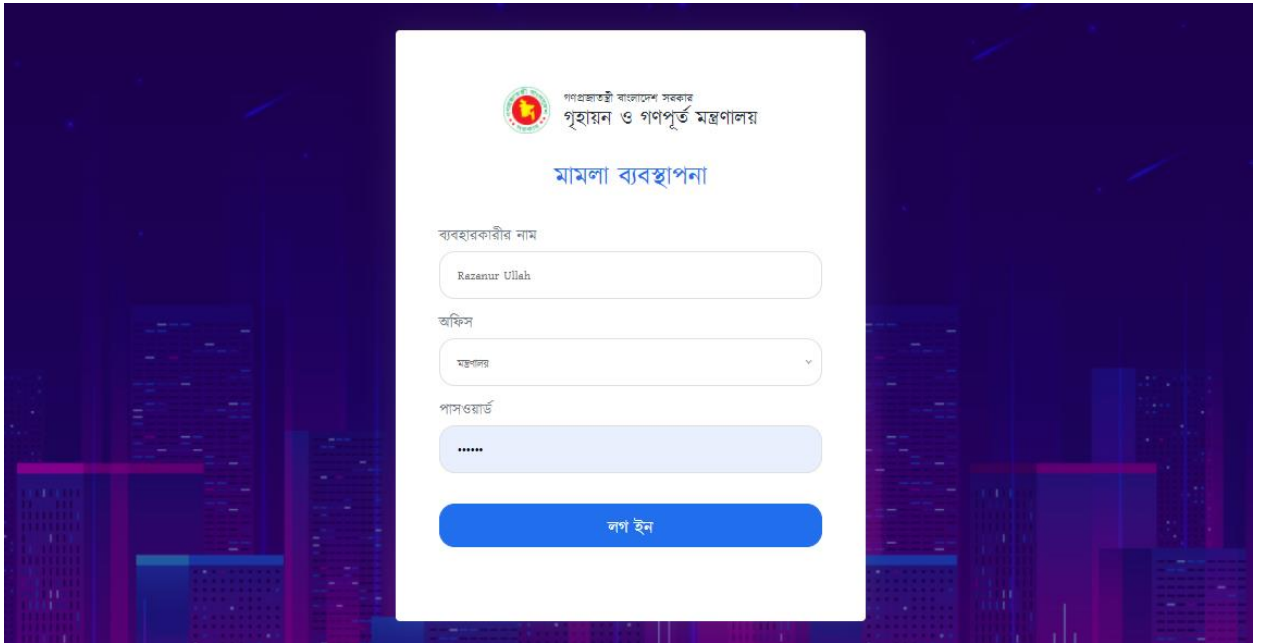 গণপ্রজাতন্ত্রী বাংলাদেশ সরকার
গৃহায়ন ও গণপূর্ত মন্ত্রণালয়
মামলা ব্যবস্থাপনা
ব্যবহারকারীর নাম
Razanur Ullah
অফিস
মন্ত্রণালয়
পাসওয়ার্ড
••••••
লগ ইন